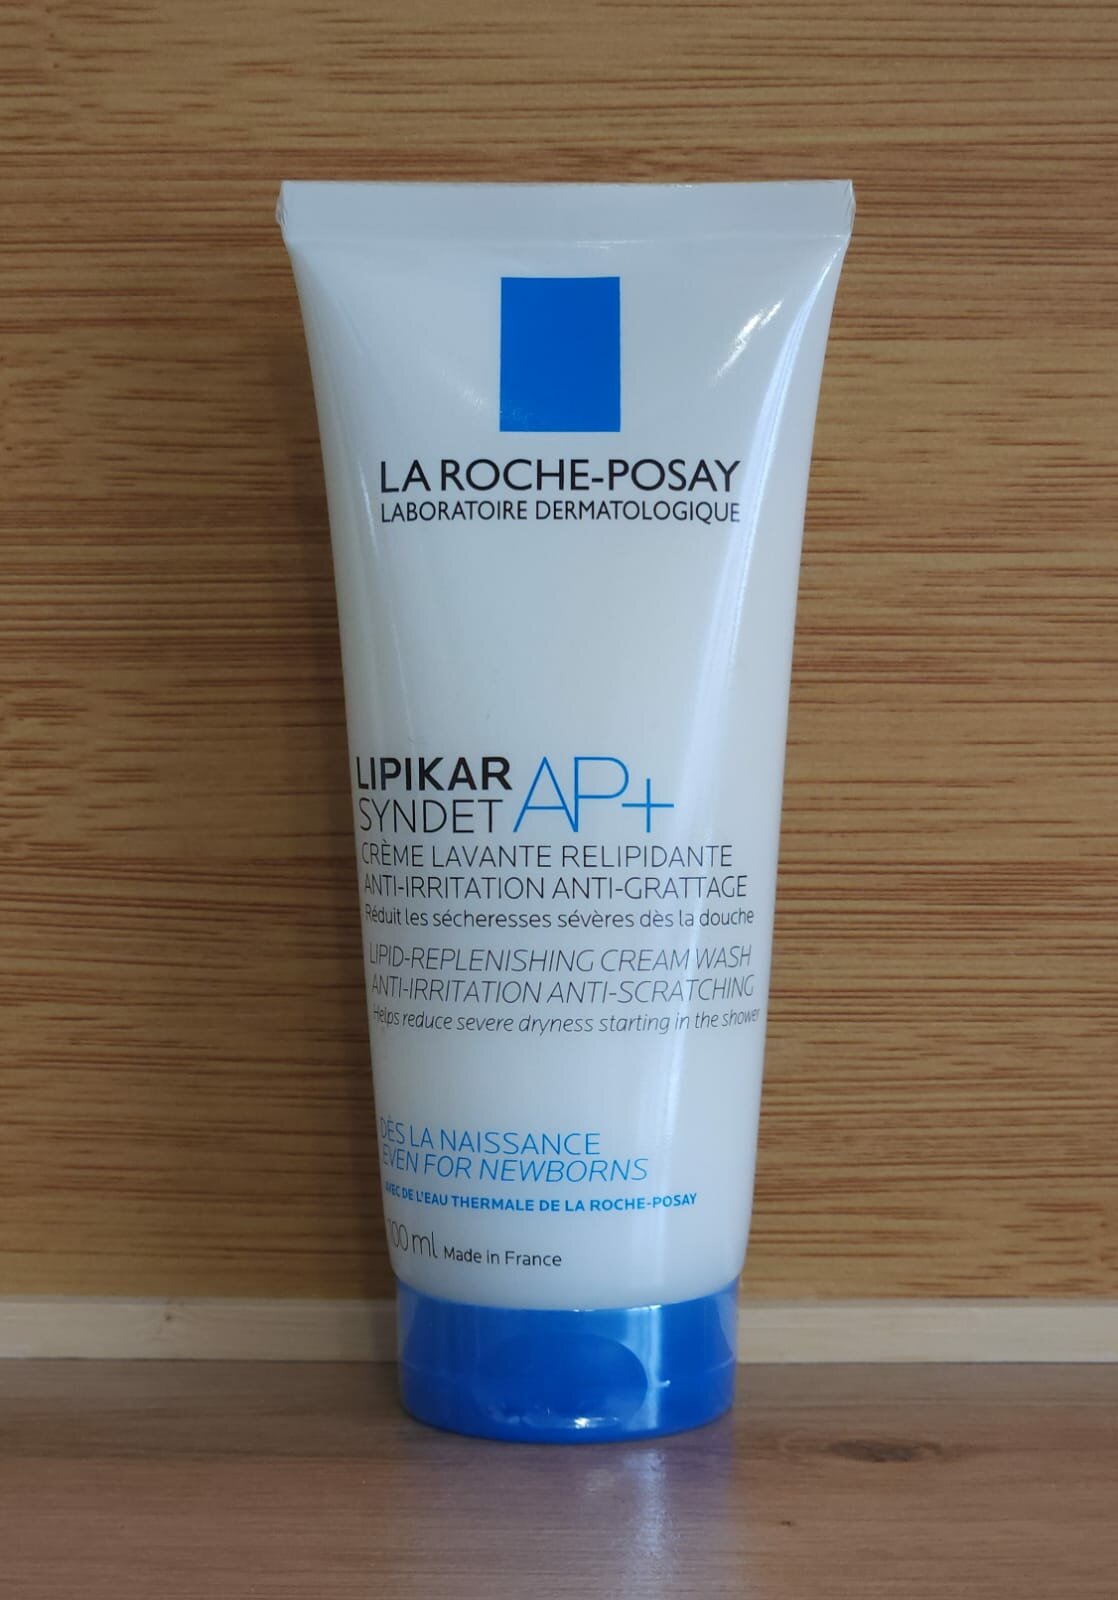 LA ROCHE-POSAY
LABORATOIRE DERMATOLOGIQUE
LIPIKAR
SYNDET AP+
CRÈME LAVANTE RELIPIDANTE
ANTI-IRRITATION ANTI-GRATTAGE
Réduit les sécheresses sévères dès la douche
LIPID-REPLENISHING CREAM WASH
ANTI-IRRITATION ANTI-SCRATCHING
Helps reduce severe dryness starting in the shower
DÈS LA NAISSANCE
EVEN FOR NEWBORNS
AVEC DE L'EAU THERMALE DE LA ROCHE-POSAY
100 ml Made in France